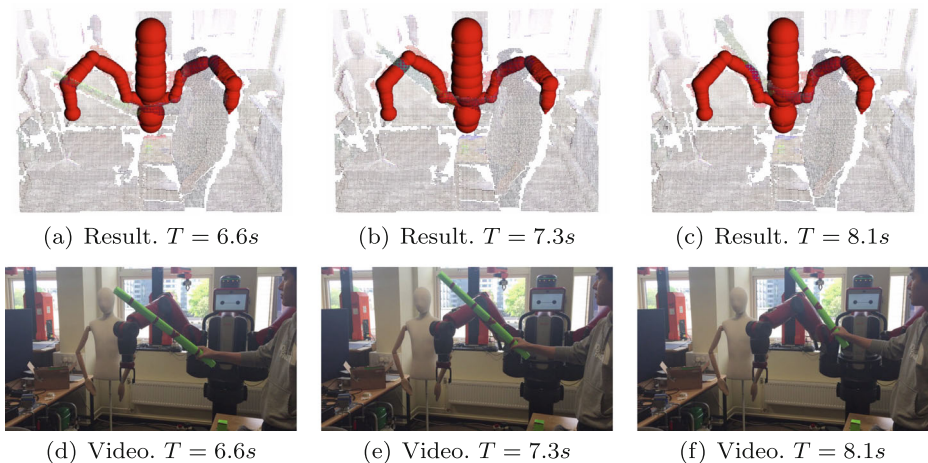 (a) Result. T = 6.6s
(b) Result. T = 7.3s
(c) Result. T = 8.1s
(d) Video. T = 6.6s
(e) Video. T = 7.3s
(f) Video. T = 8.1s